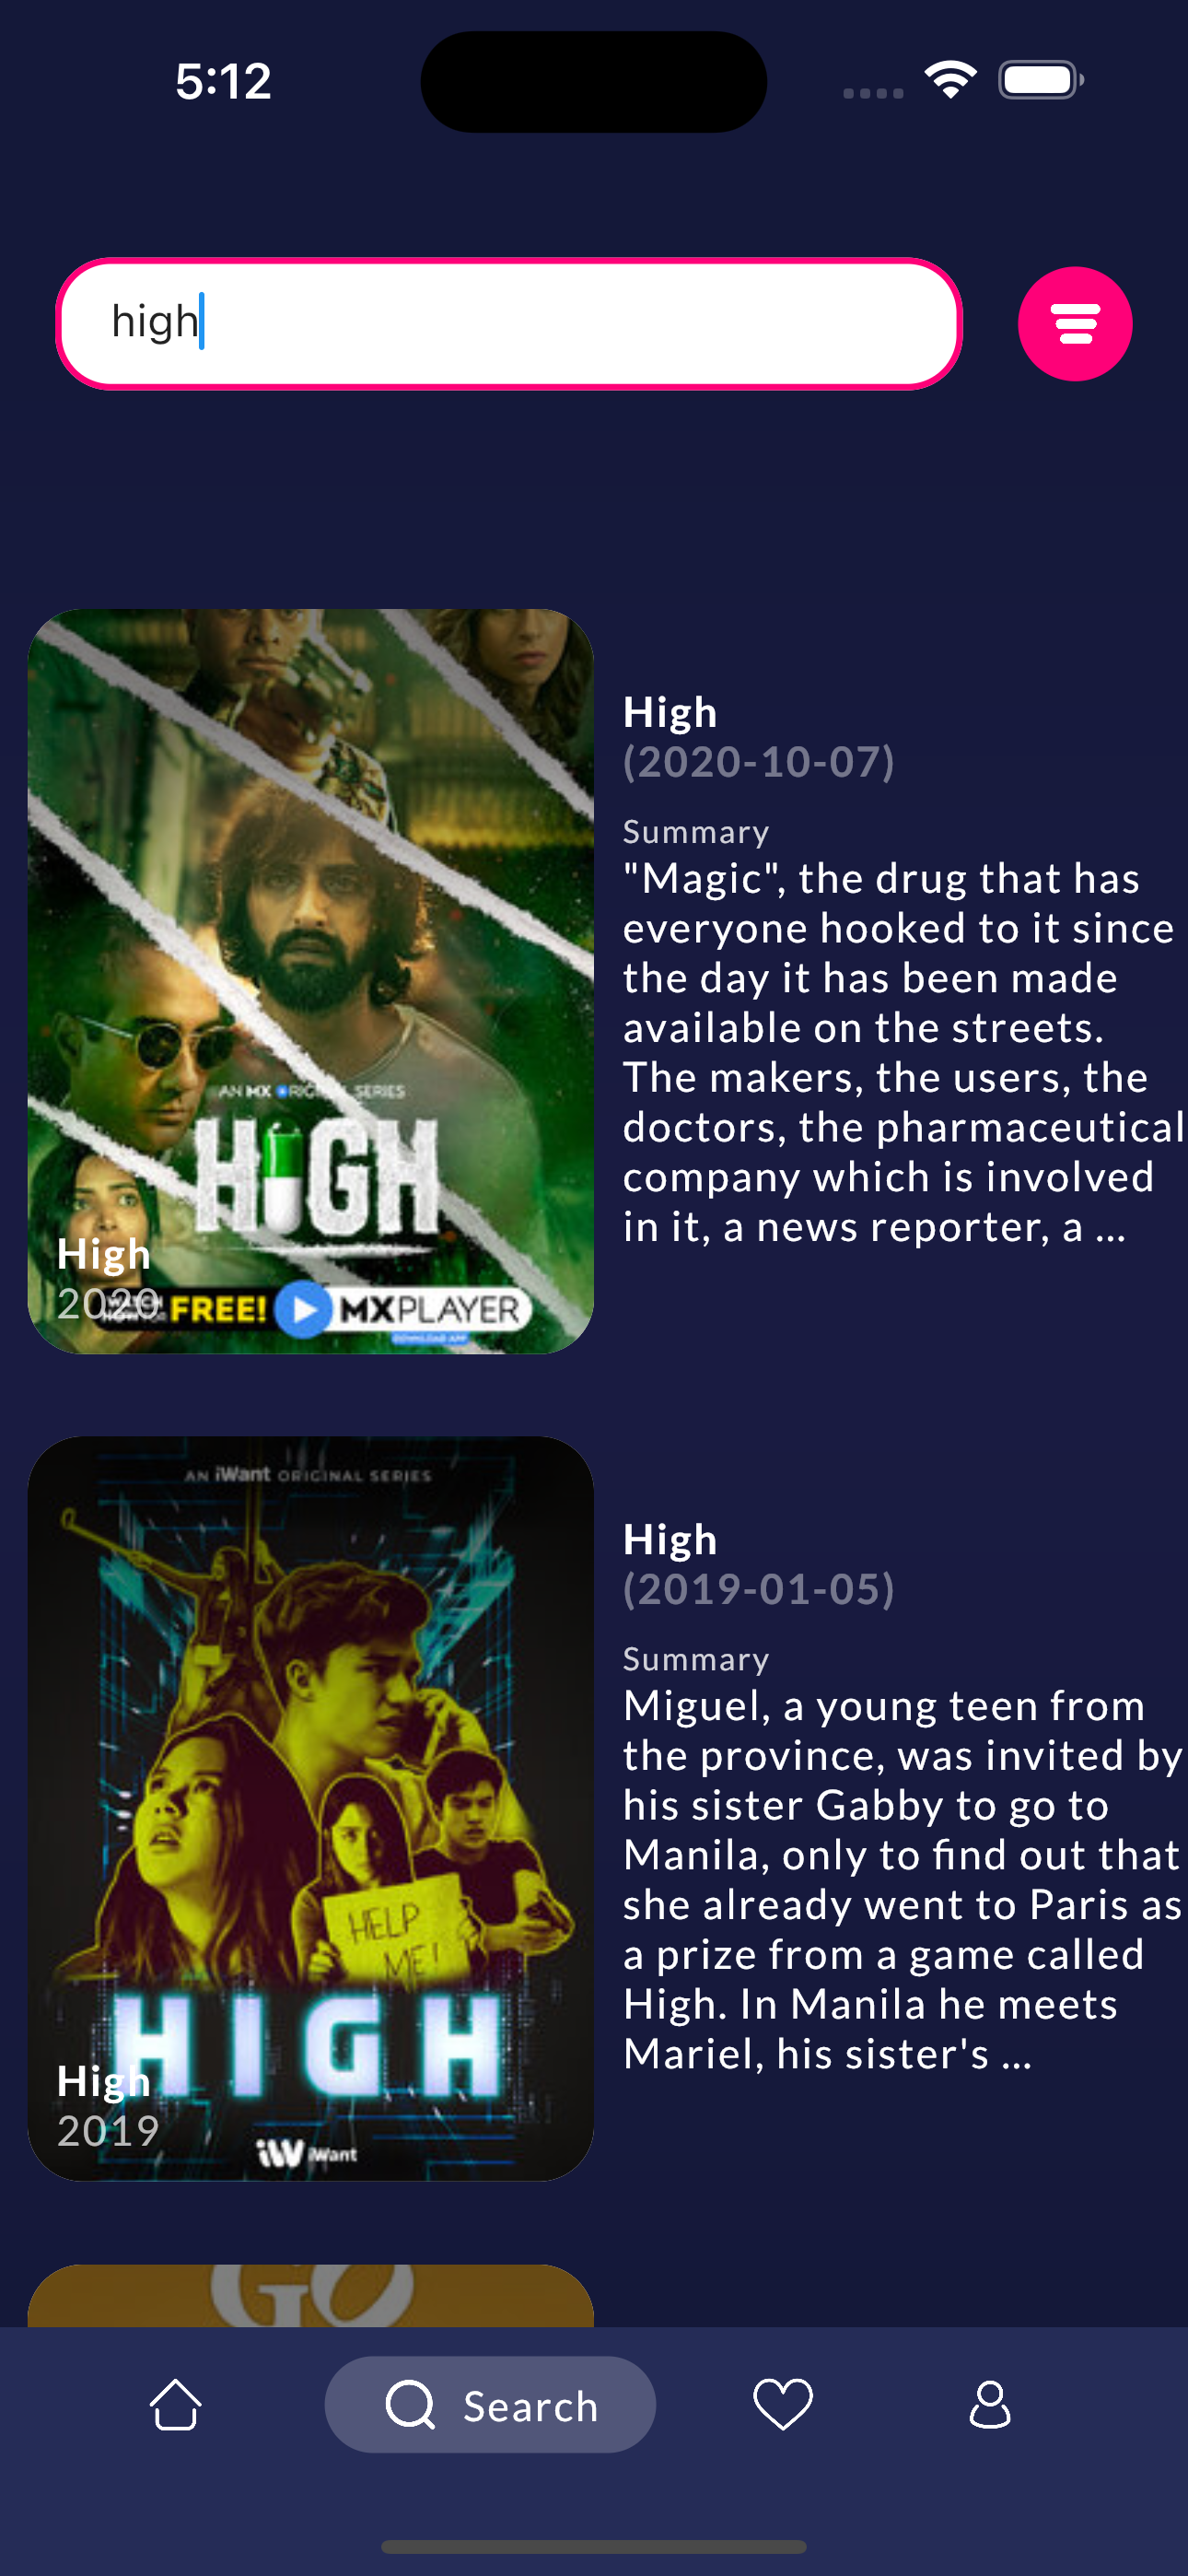 5:12
high
AN MX ORIGINAL SERIES
HIGH
High
2020
FREE!
MXPLAYER
DOWNLOAD APP
High
(2020-10-07)
Summary
"Magic", the drug that has
everyone hooked to it since
the day it has been made
available on the streets.
The makers, the users, the
doctors, the pharmaceutical
company which is involved
in it, a news reporter, a ...
AN iWant ORIGINAL SERIES
HELP
ME!
HIGH
High
2019
iW iWant
High
(2019-01-05)
Summary
Miguel, a young teen from
the province, was invited by
his sister Gabby to go to
Manila, only to find out that
she already went to Paris as
a prize from a game called
High. In Manila he meets
Mariel, his sister's ...
GO
Search